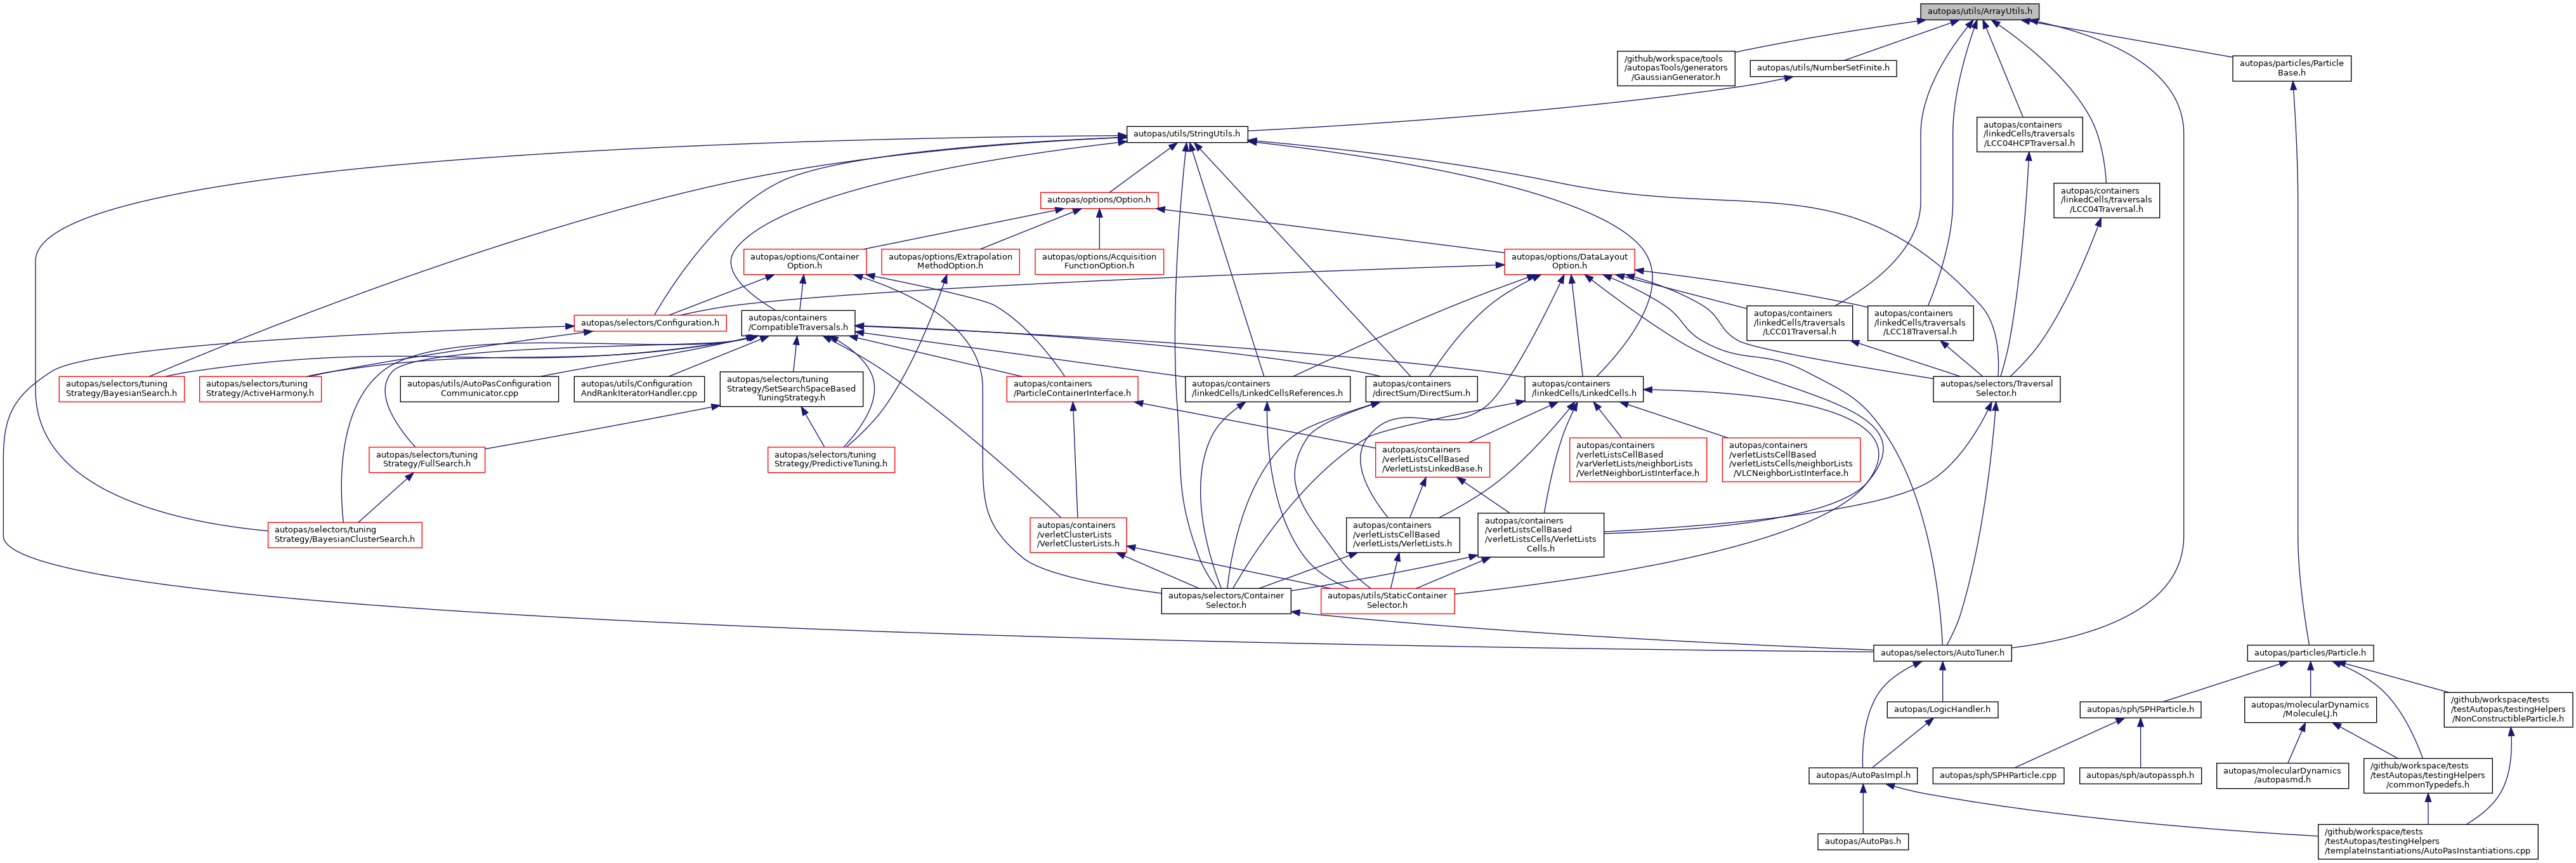 autopas/utils/ArrayUtils.h
/github/workspace/tools
/autopasTools/generators
/GaussianGenerator.h
autopas/utils/NumberSetFinite.h
autopas/particles/Particle
Base.h
autopas/utils/StringUtils.h
autopas/containers
/linkedCells/traversals
/LCC04HCPTraversal.h
autopas/containers
/linkedCells/traversals
/LCC04Traversal.h
autopas/options/Option.h
autopas/options/Container
Option.h
autopas/options/Extrapolation
MethodOption.h
autopas/options/Acquisition
FunctionOption.h
autopas/options/DataLayout
Option.h
autopas/selectors/Configuration.h
autopas/containers
/CompatibleTraversals.h
autopas/containers
/linkedCells/traversals
/LCC01Traversal.h
autopas/containers
/linkedCells/traversals
/LCC18Traversal.h
autopas/selectors/tuning
Strategy/BayesianSearch.h
autopas/selectors/tuning
Strategy/ActiveHarmony.h
autopas/utils/AutoPasConfiguration
Communicator.cpp
autopas/utils/Configuration
AndRankIteratorHandler.cpp
autopas/selectors/tuning
Strategy/SetSearchSpaceBased
TuningStrategy.h
autopas/containers
/ParticleContainerInterface.h
autopas/containers
/linkedCells/LinkedCellsReferences.h
autopas/containers
/directSum/DirectSum.h
autopas/containers
/linkedCells/LinkedCells.h
autopas/selectors/Traversal
Selector.h
autopas/selectors/tuning
Strategy/FullSearch.h
autopas/selectors/tuning
Strategy/PredictiveTuning.h
autopas/containers
/verletListsCellBased
/VerletListsLinkedBase.h
autopas/containers
/verletListsCellBased
/varVerletLists/neighborLists
/VerletNeighborListInterface.h
autopas/containers
/verletListsCellBased
/verletListsCells/neighborLists
/VLCNeighborListInterface.h
autopas/selectors/tuning
Strategy/BayesianClusterSearch.h
autopas/containers
/verletClusterLists
/VerletClusterLists.h
autopas/containers
/verletListsCellBased
/verletLists/VerletLists.h
autopas/containers
/verletListsCellBased
/verletListsCells/VerletLists
Cells.h
autopas/selectors/Container
Selector.h
autopas/utils/StaticContainer
Selector.h
autopas/selectors/AutoTuner.h
autopas/particles/Particle.h
autopas/LogicHandler.h
autopas/sph/SPHParticle.h
autopas/molecularDynamics
/MoleculeLJ.h
/github/workspace/tests
/testAutopas/testingHelpers
/NonConstructibleParticle.h
autopas/AutoPasImpl.h
autopas/sph/SPHParticle.cpp
autopas/sph/autopassph.h
autopas/molecularDynamics
/autopasmd.h
/github/workspace/tests
/testAutopas/testingHelpers
/commonTypedefs.h
autopas/AutoPas.h
/github/workspace/tests
/testAutopas/testingHelpers
/templateInstantiations/AutoPasInstantiations.cpp